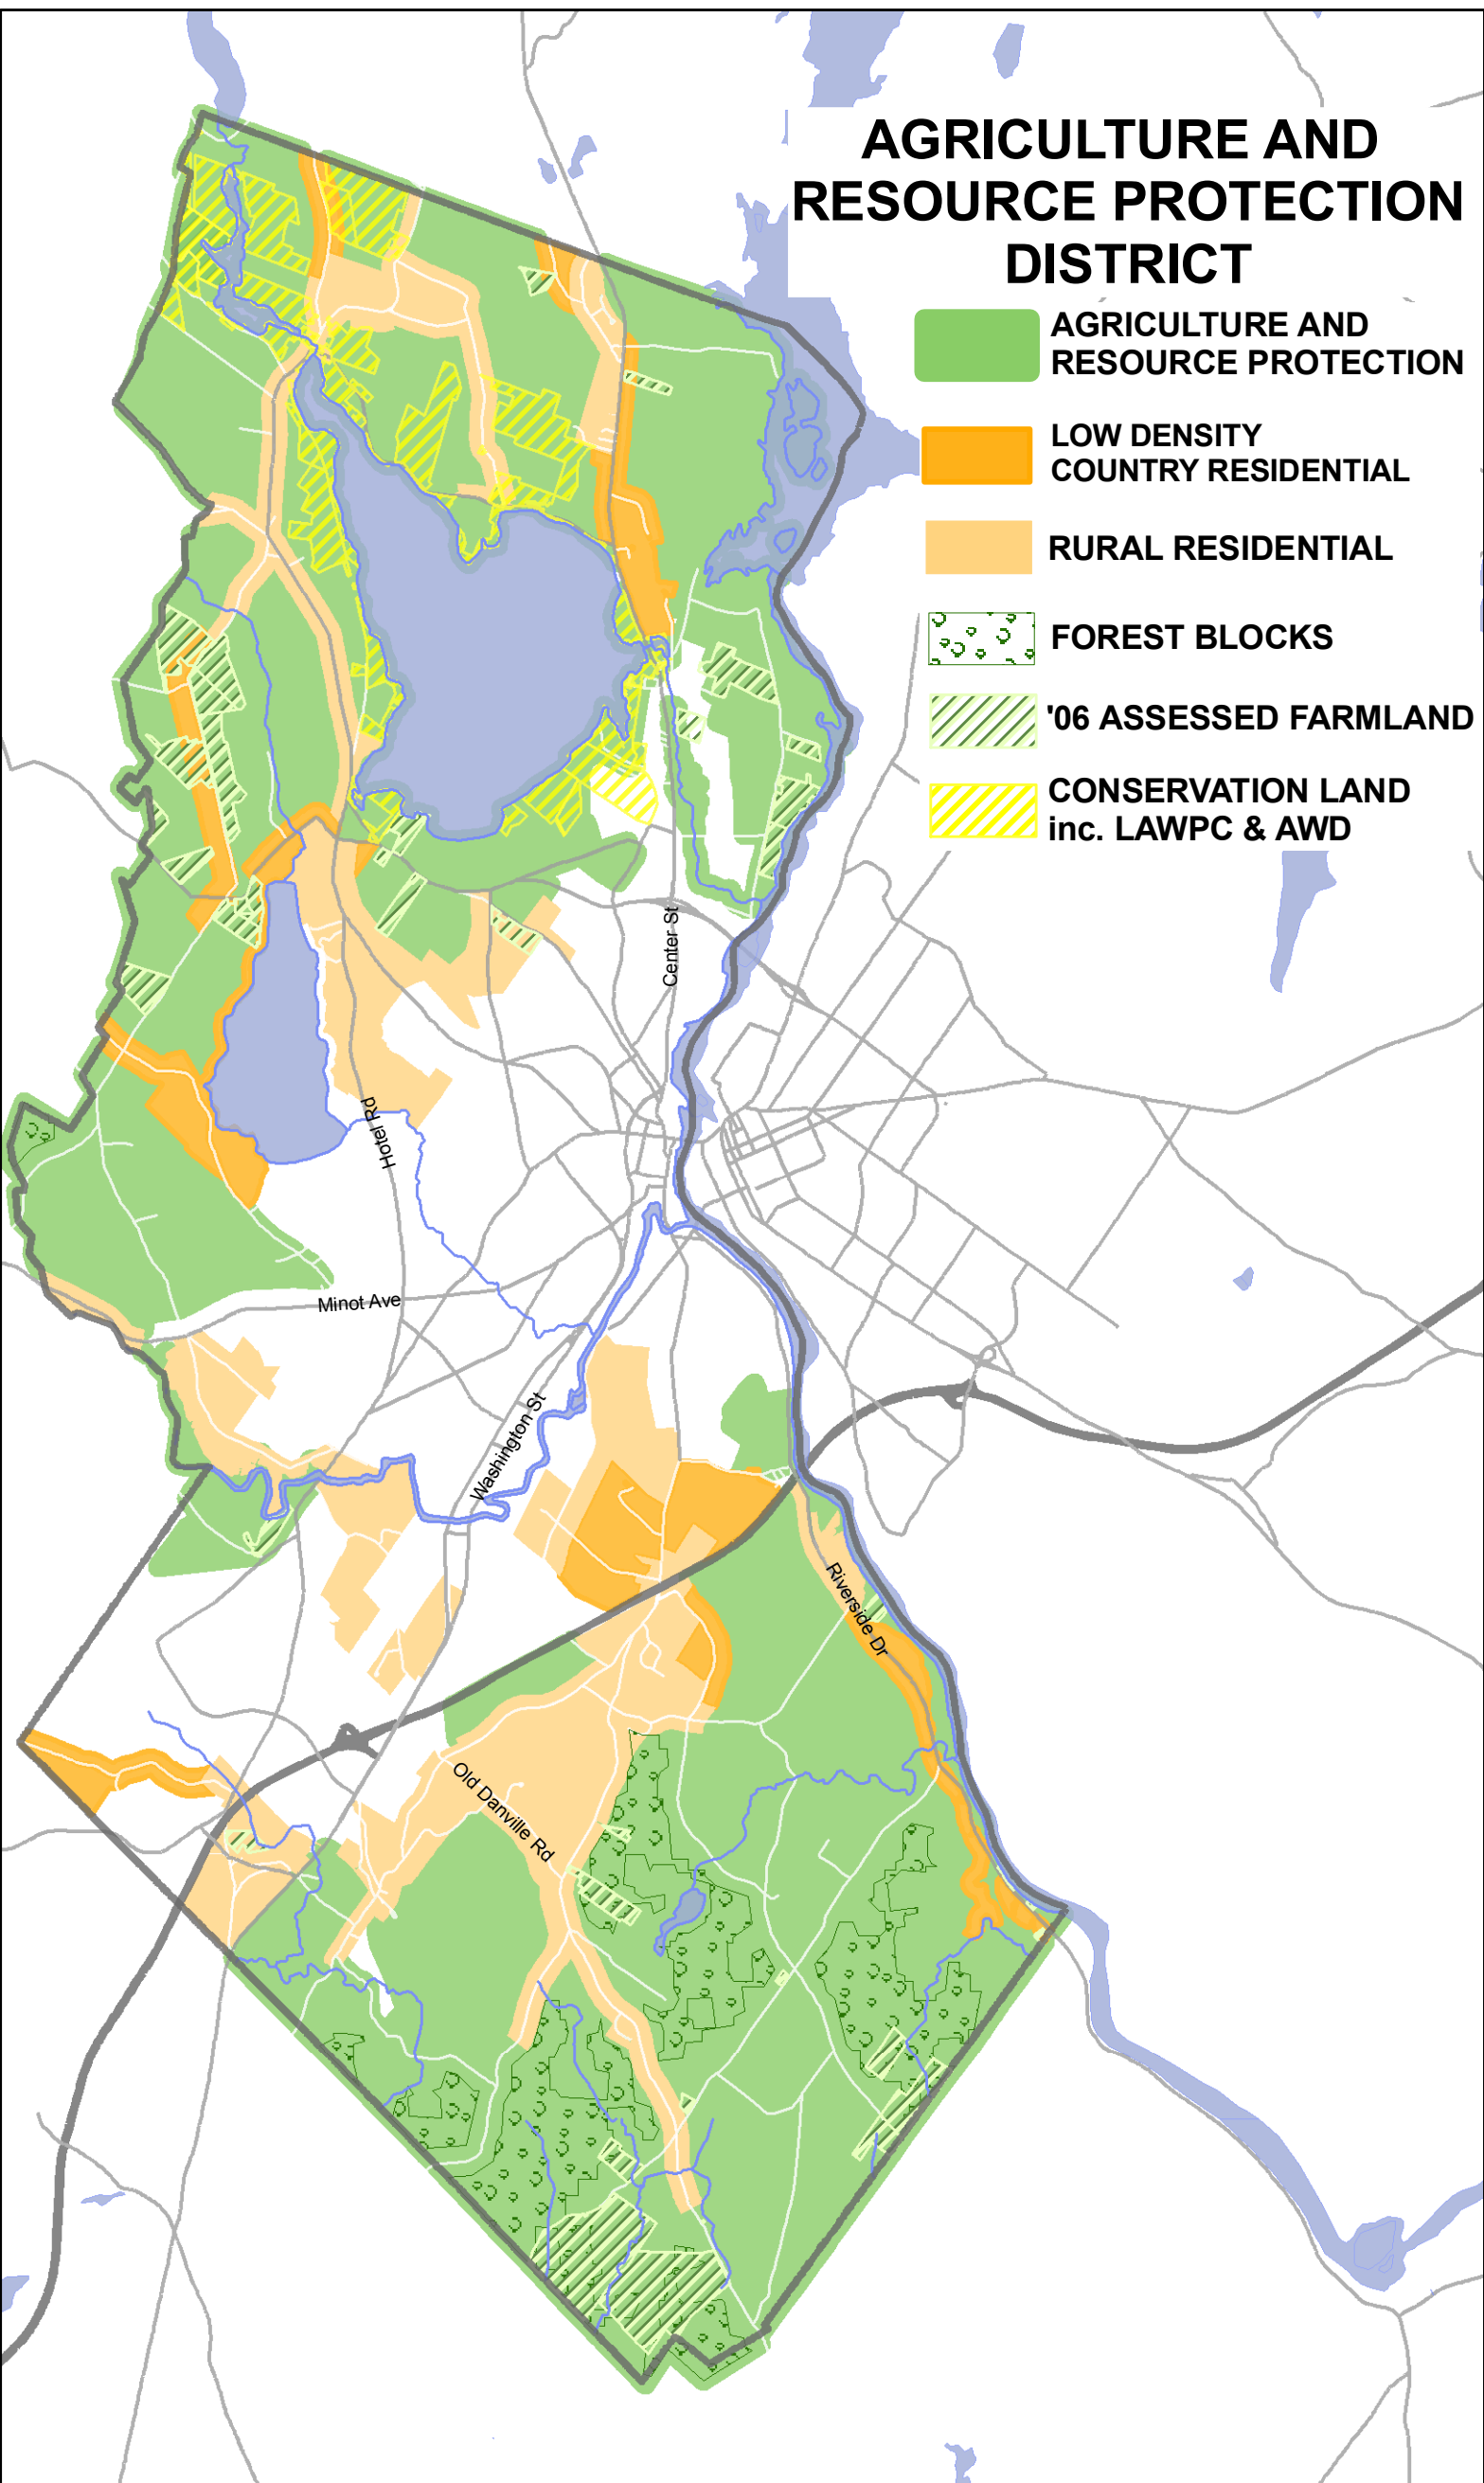 AGRICULTURE AND
RESOURCE PROTECTION
DISTRICT
AGRICULTURE AND
RESOURCE PROTECTION
LOW DENSITY
COUNTRY RESIDENTIAL
RURAL RESIDENTIAL
FOREST BLOCKS
'06 ASSESSED FARMLAND
CONSERVATION LAND
inc. LAWPC & AWD
Center St
Hotel Rd
Minot Ave
Washington St
Riverside Dr
Old Danville Rd